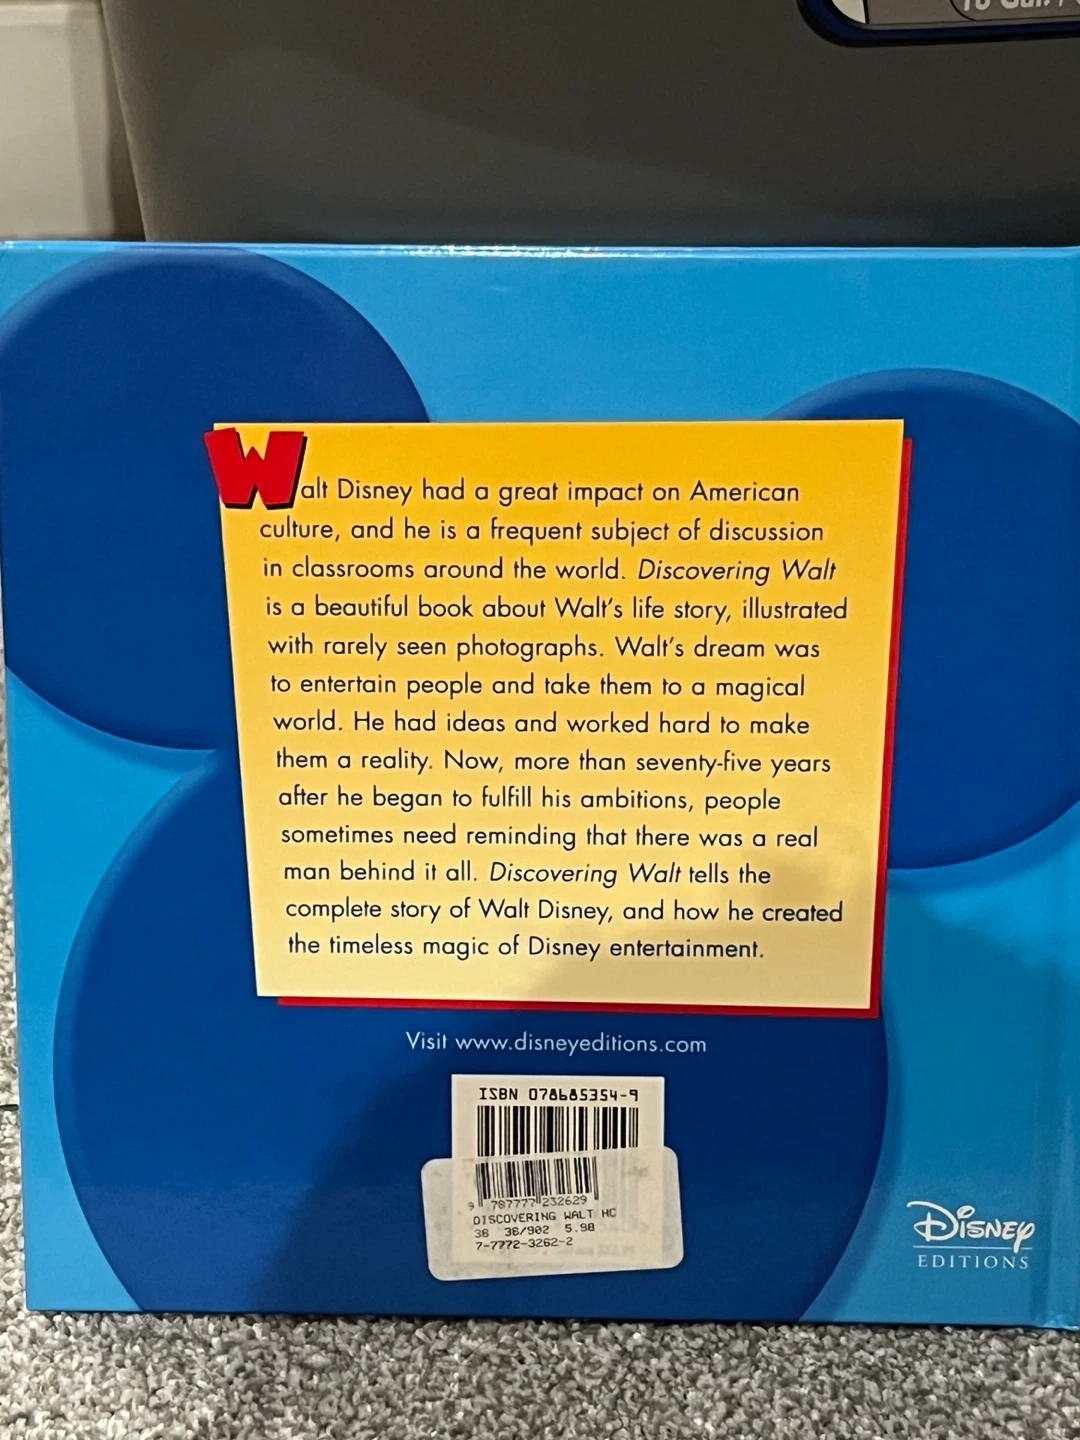 Walt Disney had a great impact on American
culture, and he is a frequent subject of discussion
in classrooms around the world. Discovering Walt
is a beautiful book about Walt's life story, illustrated
with rarely seen photographs. Walt's dream was
to entertain people and take them to a magical
world. He had ideas and worked hard to make
them a reality. Now, more than seventy-five years
after he began to fulfill his ambitions, people
sometimes need reminding that there was a real
man behind it all. Discovering Walt tells the
complete story of Walt Disney, and how he created
the timeless magic of Disney entertainment.
Visit www.disneyeditions.com
ISBN 078685354-9
9 787777 232629
DISCOVERING WALT HC
36 36/902 5.98
7-7772-3262-2
Disney
EDITIONS